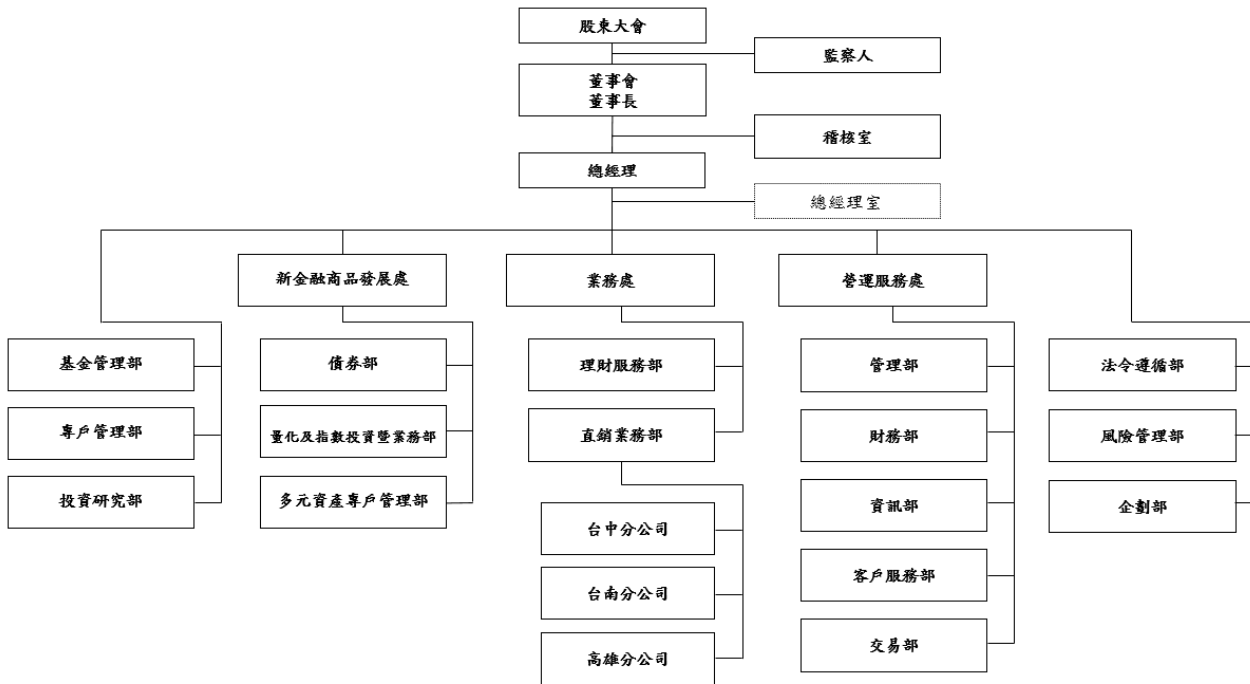 股東大會
監察人
董事會
董事長
稽核室
總經理
總經理室
新金融商品發展處
業務處
營運服務處
基金管理部
債券部
理財服務部
管理部
法令遵循部
專戶管理部
量化及指數投資暨業務部
直銷業務部
財務部
風險管理部
投資研究部
多元資產專戶管理部
資訊部
企劃部
台中分公司
客戶服務部
台南分公司
交易部
高雄分公司